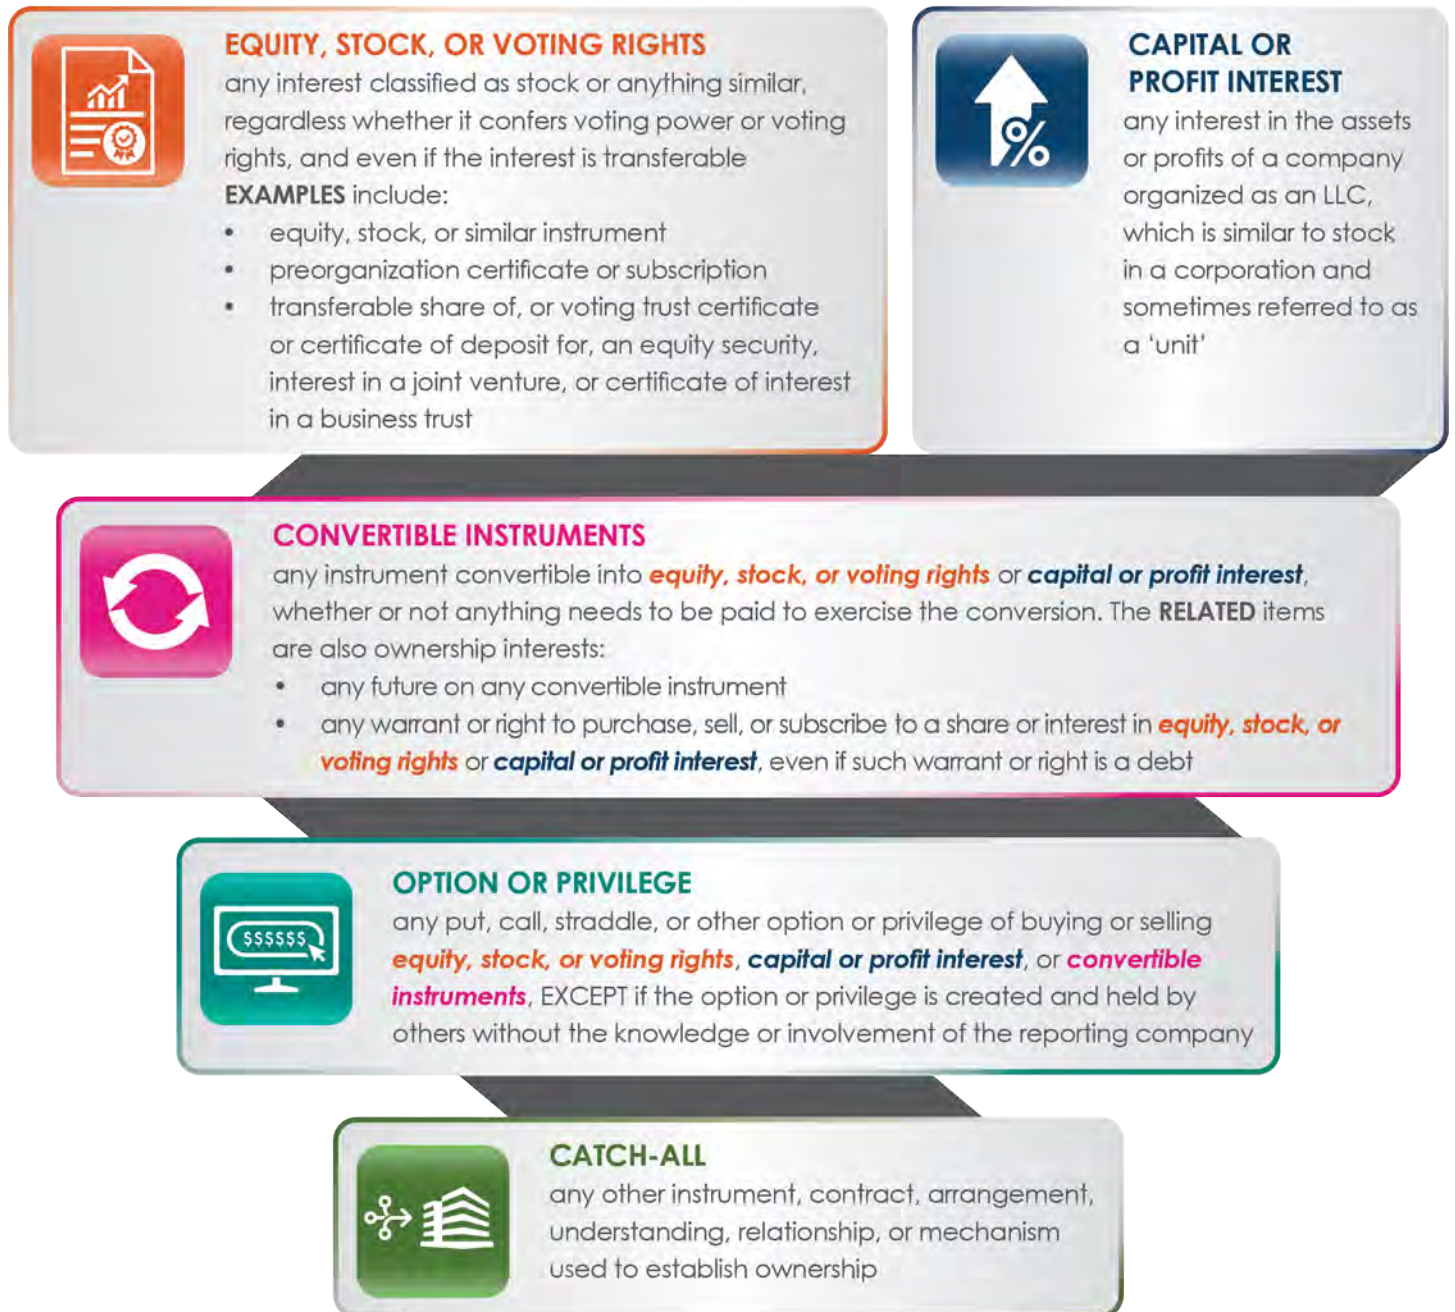 EQUITY, STOCK, OR VOTING RIGHTS
any interest classified as stock or anything similar,
regardless whether it confers voting power or voting
rights, and even if the interest is transferable
EXAMPLES include:
• equity, stock, or similar instrument
• preorganization certificate or subscription
• transferable share of, or voting trust certificate
or certificate of deposit for, an equity security,
interest in a joint venture, or certificate of interest
in a business trust
%
CAPITAL OR
PROFIT INTEREST
any interest in the assets
or profits of a company
organized as an LLC,
which is similar to stock
in a corporation and
sometimes referred to as
a ‘unit’
CONVERTIBLE INSTRUMENTS
any instrument convertible into equity, stock, or voting rights or capital or profit interest,
whether or not anything needs to be paid to exercise the conversion. The RELATED items
are also ownership interests:
• any future on any convertible instrument
• any warrant or right to purchase, sell, or subscribe to a share or interest in equity, stock, or
voting rights or capital or profit interest, even if such warrant or right is a debt
$$$$$$
OPTION OR PRIVILEGE
any put, call, straddle, or other option or privilege of buying or selling
equity, stock, or voting rights, capital or profit interest, or convertible
instruments, EXCEPT if the option or privilege is created and held by
others without the knowledge or involvement of the reporting company
CATCH-ALL
any other instrument, contract, arrangement,
understanding, relationship, or mechanism
used to establish ownership